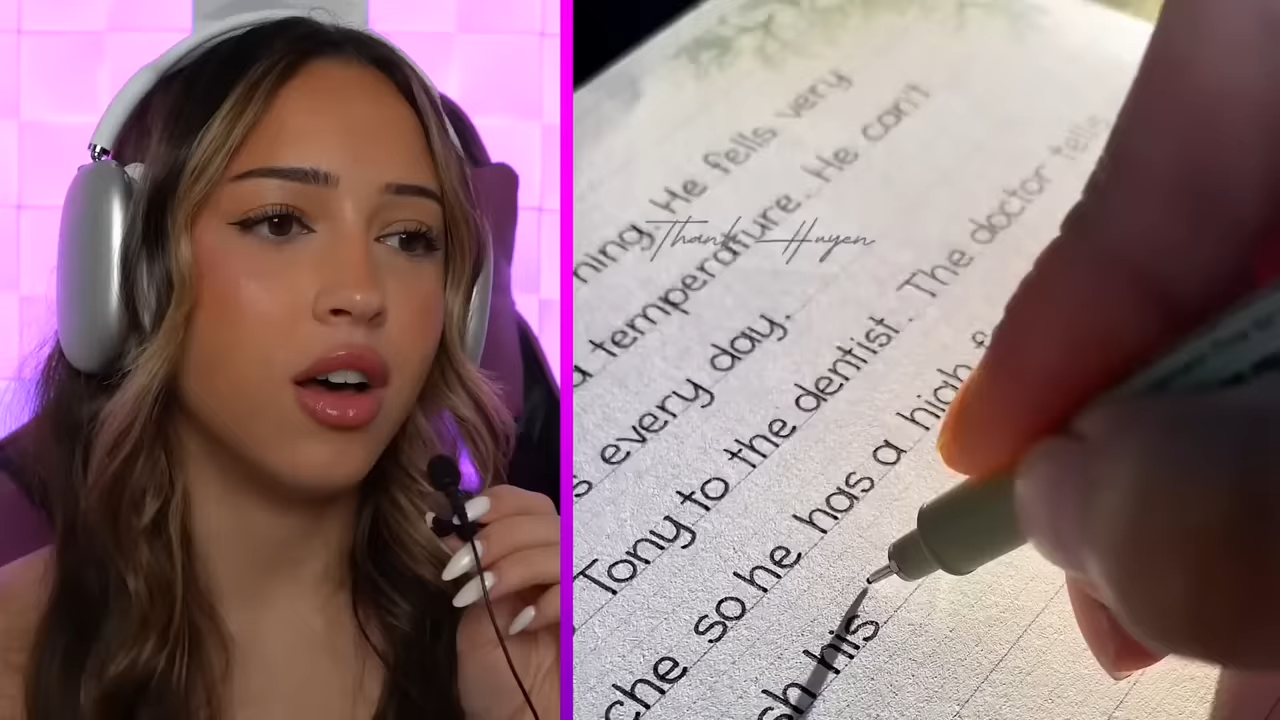 ning. He fells very
a temperature. He can't
s every day.
Tony to the dentist. The doctor tells
che so he has a high
sh his
Thanh Huyen